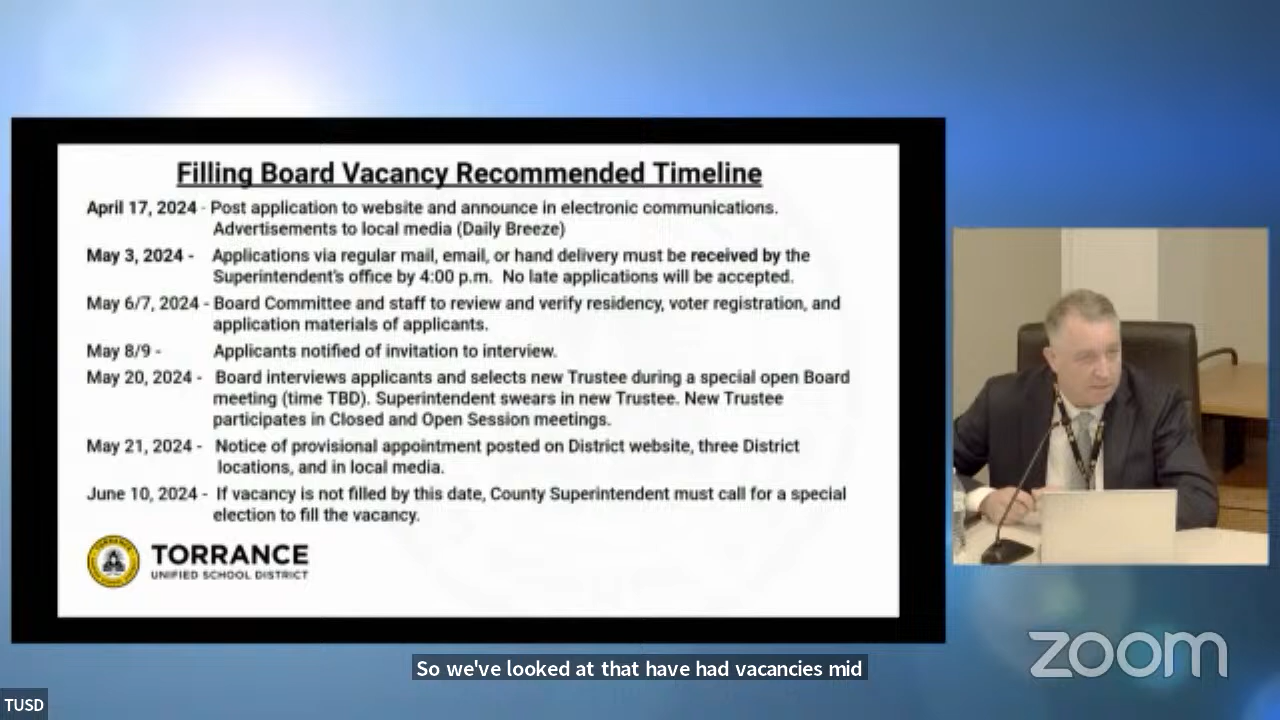 Filling Board Vacancy Recommended Timeline
April 17, 2024 - Post application to website and announce in electronic communications.
Advertisements to local media (Daily Breeze)
May 3, 2024 - Applications via regular mail, email, or hand delivery must be received by the
Superintendent's office by 4:00 p.m. No late applications will be accepted.
May 6/7, 2024 - Board Committee and staff to review and verify residency, voter registration, and
application materials of applicants.
May 8/9 - Applicants notified of invitation to interview.
May 20, 2024 - Board interviews applicants and selects new Trustee during a special open Board
meeting (time TBD). Superintendent swears in new Trustee. New Trustee
participates in Closed and Open Session meetings.
May 21, 2024 - Notice of provisional appointment posted on District website, three District
locations, and in local media.
June 10, 2024 - If vacancy is not filled by this date, County Superintendent must call for a special
election to fill the vacancy.
TORRANCE
UNIFIED SCHOOL DISTRICT
zoom
So we've looked at that have had vacancies mid
TUSD